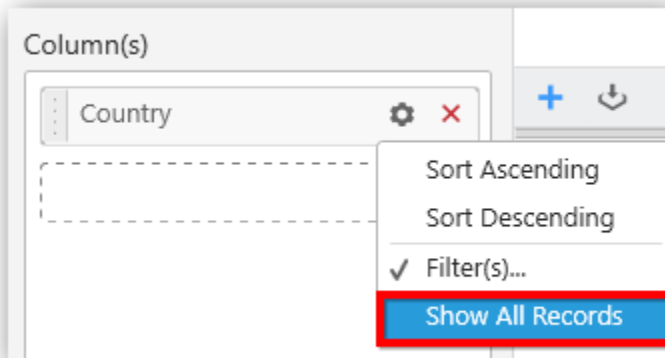 Column(s)
Country
Sort Ascending
Sort Descending
Filter(s)...
Show All Records